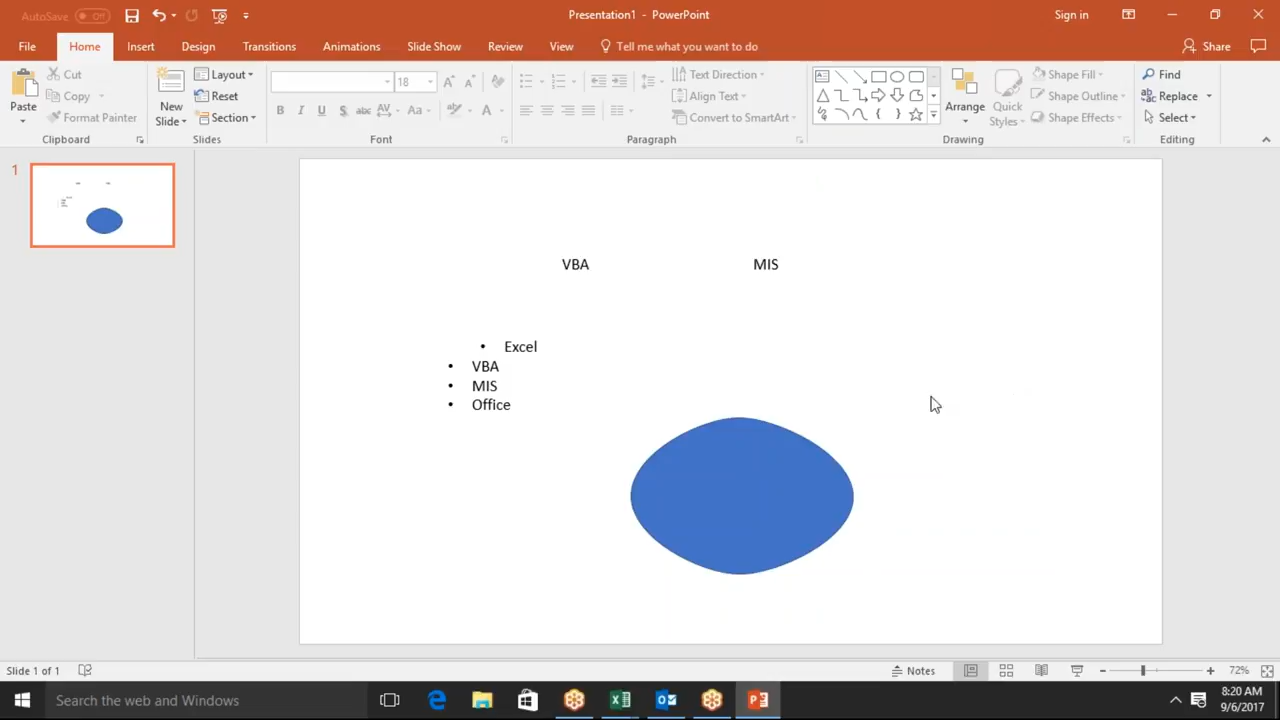 AutoSave Off
Presentation1 - PowerPoint
Sign in
File Home Insert Design Transitions Animations Slide Show Review View Tell me what you want to do Share
Paste
Cut
Copy
Format Painter
Clipboard
New Slide
Layout
Reset
Section
Slides
18
B I U S abc AV Aa A
Font
Text Direction
Align Text
Convert to SmartArt
Paragraph
Arrange
Quick Styles
Shape Fill
Shape Outline
Shape Effects
Drawing
Find
Replace
Select
Editing
1
VBA MIS
• Excel
• VBA
• MIS
• Office
Slide 1 of 1
Notes
72%
Search the web and Windows
8:20 AM
9/6/2017